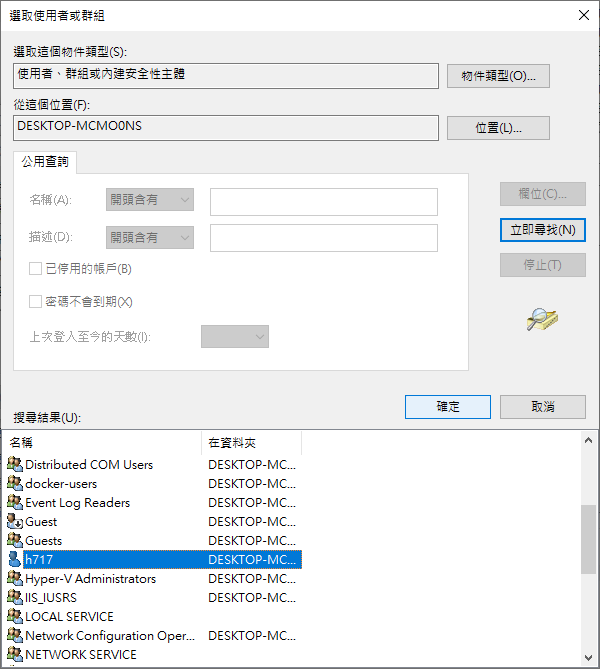 選取使用者或群組
選取這個物件類型(S):
使用者、群組或內建安全性主體
物件類型(O)...
從這個位置(F):
DESKTOP-MCMO0NS
位置(L)...
公用查詢
名稱(A):
開頭含有
欄位(C)...
描述(D):
開頭含有
立即尋找(N)
已停用的帳戶(B)
停止(T)
密碼不會到期(X)
上次登入至今的天數(I):
確定
取消
搜尋結果(U):
名稱 在資料夾
Distributed COM Users DESKTOP-MC...
docker-users DESKTOP-MC...
Event Log Readers DESKTOP-MC...
Guest DESKTOP-MC...
Guests DESKTOP-MC...
h717 DESKTOP-MC...
Hyper-V Administrators DESKTOP-MC...
IIS_IUSRS DESKTOP-MC...
LOCAL SERVICE
Network Configuration Oper... DESKTOP-MC...
NETWORK SERVICE